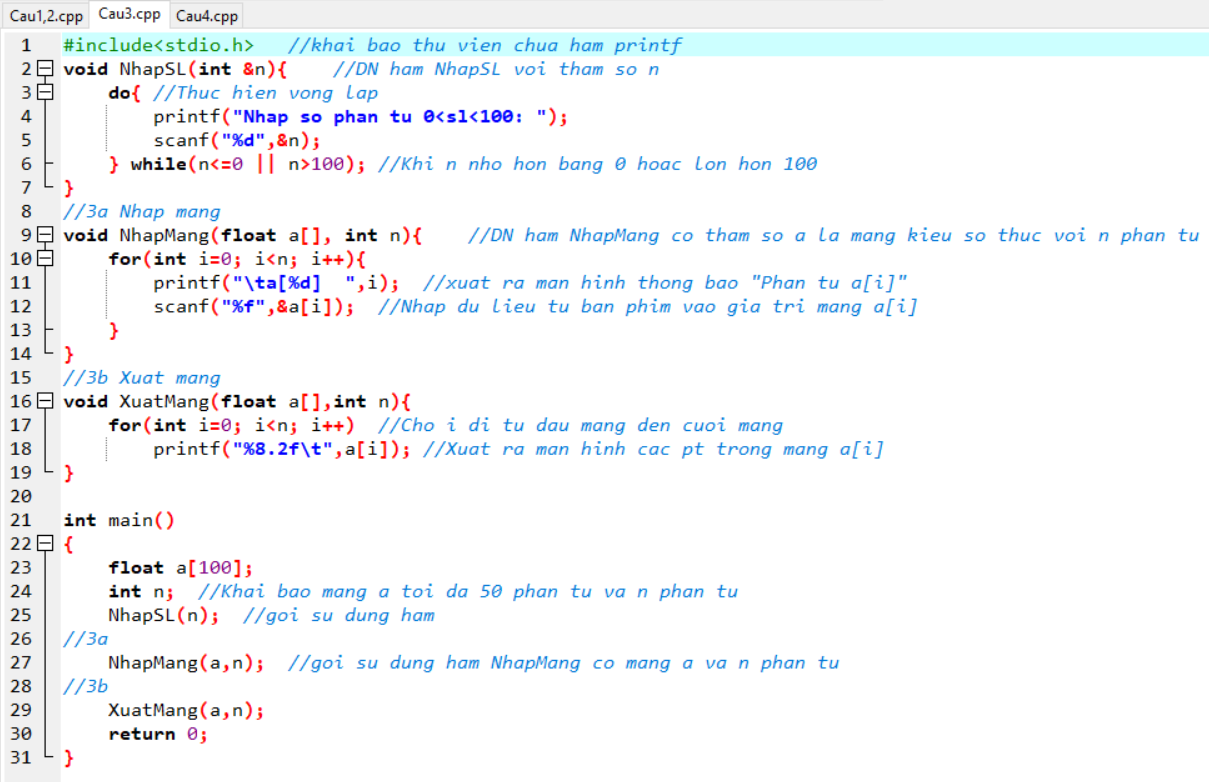 Cau1,2.cpp Cau3.cpp Cau4.cpp
1 #include<stdio.h> //khai bao thu vien chua ham printf
2 void NhapSL(int &n){ //DN ham NhapSL voi tham so n
3 do{ //Thuc hien vong lap
4 printf("Nhap so phan tu 0<sl<100: ");
5 scanf("%d",&n);
6 } while(n<=0 || n>100); //Khi n nho hon bang 0 hoac lon hon 100
7 }
8 //3a Nhap mang
9 void NhapMang(float a[], int n){ //DN ham NhapMang co tham so a la mang kieu so thuc voi n phan tu
10 for(int i=0; i<n; i++){
11 printf("\ta[%d]  ",i); //xuat ra man hinh thong bao "Phan tu a[i]"
12 scanf("%f",&a[i]); //Nhap du lieu tu ban phim vao gia tri mang a[i]
13 }
14 }
15 //3b Xuat mang
16 void XuatMang(float a[],int n){
17 for(int i=0; i<n; i++) //Cho i di tu dau mang den cuoi mang
18 printf("%8.2f\t",a[i]); //Xuat ra man hinh cac pt trong mang a[i]
19 }
20
21 int main()
22 {
23 float a[100];
24 int n; //Khai bao mang a toi da 50 phan tu va n phan tu
25 NhapSL(n); //goi su dung ham
26 //3a
27 NhapMang(a,n); //goi su dung ham NhapMang co mang a va n phan tu
28 //3b
29 XuatMang(a,n);
30 return 0;
31 }